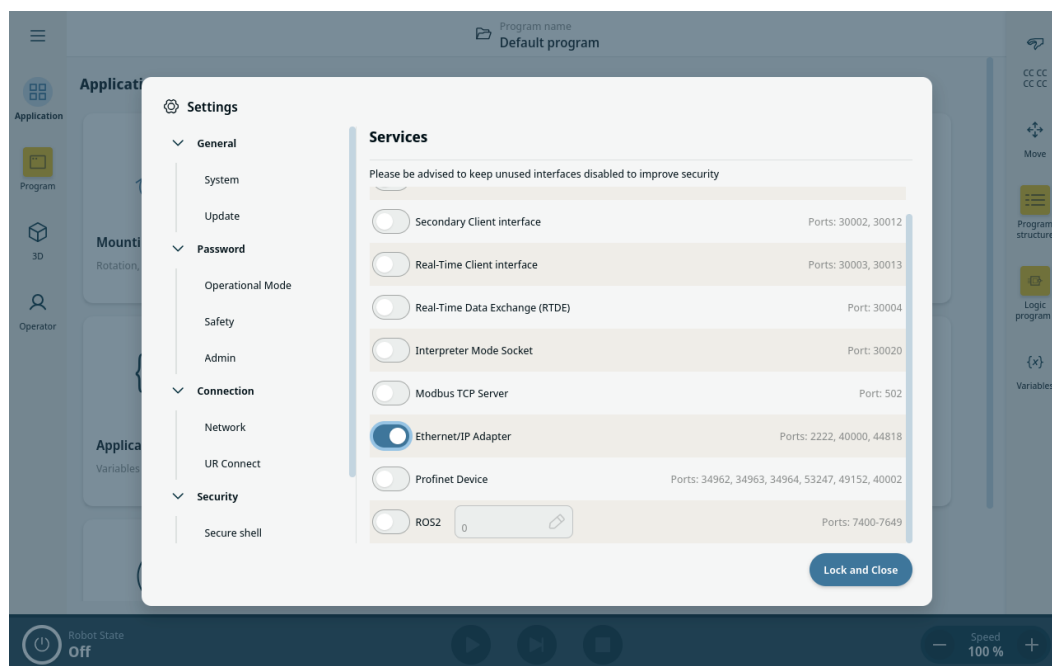 Program name
Default program
Applicati
Application
Program
3D
Operator
Mounti
Rotation,
Applica
Variables
Settings
General
System
Update
Password
Operational Mode
Safety
Admin
Connection
Network
UR Connect
Security
Secure shell
Services
Please be advised to keep unused interfaces disabled to improve security
Secondary Client interface Ports: 30002, 30012
Real-Time Client interface Ports: 30003, 30013
Real-Time Data Exchange (RTDE) Port: 30004
Interpreter Mode Socket Port: 30020
Modbus TCP Server Port: 502
Ethernet/IP Adapter Ports: 2222, 40000, 44818
Profinet Device Ports: 34962, 34963, 34964, 53247, 49152, 40002
ROS2 0 Ports: 7400-7649
Lock and Close
CC CC
CC CC
Move
Program
structure
Logic
program
{x}
Variables
Robot State
Off
Speed
100 %